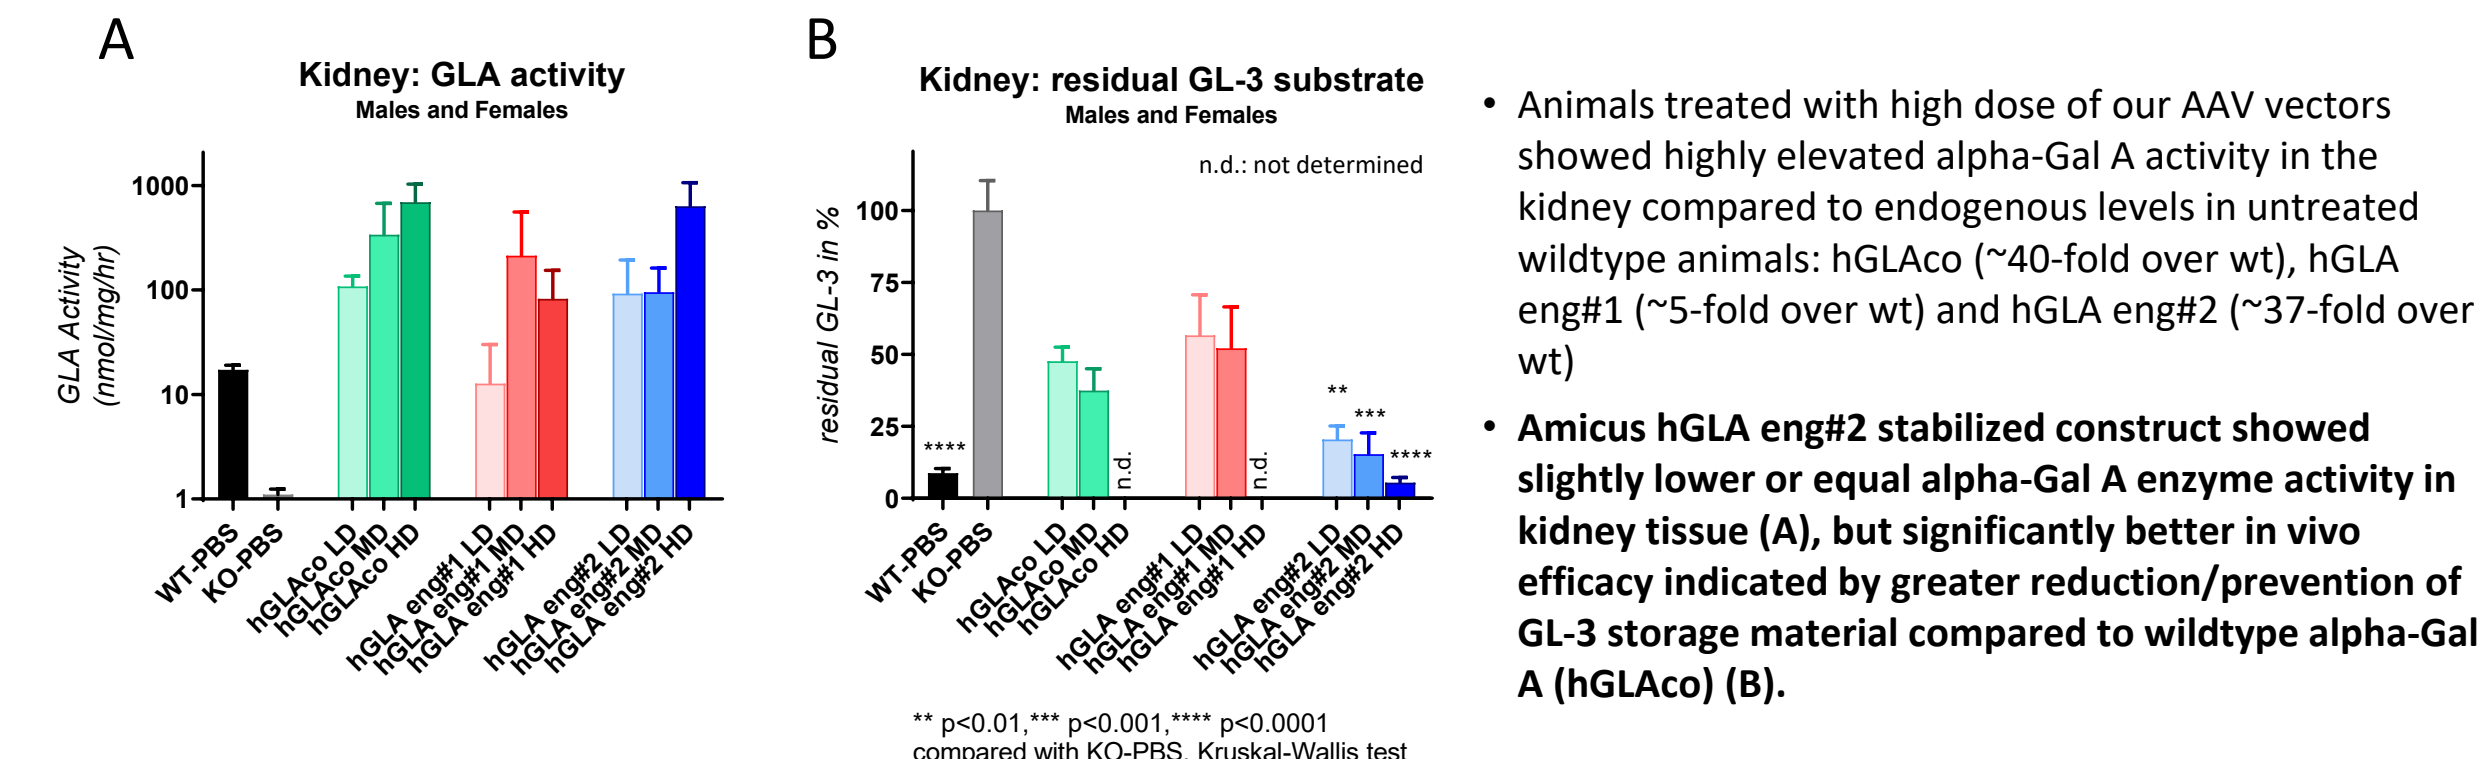 A
Kidney: GLA activity
Males and Females
GLA Activity
(nmol/mg/hr)
1000
100
10
1
WT-PBS
KO-PBS
hGLAco LD
hGLAco MD
hGLAco HD
hGLA eng#1 LD
hGLA eng#1 MD
hGLA eng#1 HD
hGLA eng#2 LD
hGLA eng#2 MD
hGLA eng#2 HD
B
Kidney: residual GL-3 substrate
Males and Females
n.d.: not determined
residual GL-3 in %
100
75
50
25
0
****
n.d.
n.d.
**
***
****
WT-PBS
KO-PBS
hGLAco LD
hGLAco MD
hGLAco HD
hGLA eng#1 LD
hGLA eng#1 MD
hGLA eng#1 HD
hGLA eng#2 LD
hGLA eng#2 MD
hGLA eng#2 HD
** p<0.01,*** p<0.001,**** p<0.0001
compared with KO-PBS. Kruskal-Wallis test
• Animals treated with high dose of our AAV vectors
showed highly elevated alpha-Gal A activity in the
kidney compared to endogenous levels in untreated
wildtype animals: hGLAco (~40-fold over wt), hGLA
eng#1 (~5-fold over wt) and hGLA eng#2 (~37-fold over
wt)
• Amicus hGLA eng#2 stabilized construct showed
slightly lower or equal alpha-Gal A enzyme activity in
kidney tissue (A), but significantly better in vivo
efficacy indicated by greater reduction/prevention of
GL-3 storage material compared to wildtype alpha-Gal
A (hGLAco) (B).